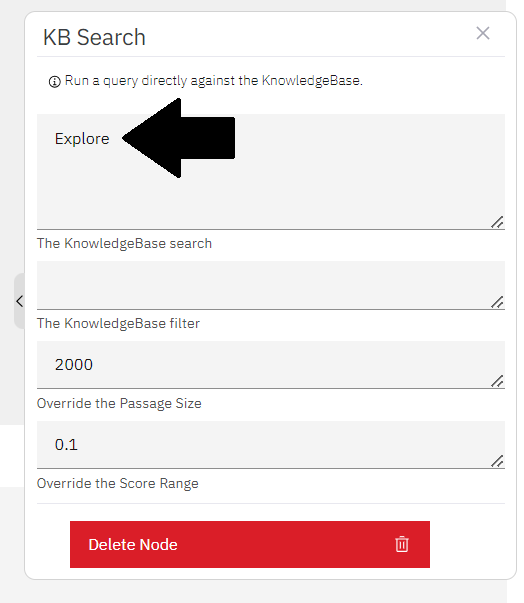 KB Search
Run a query directly against the KnowledgeBase.
Explore
The KnowledgeBase search
The KnowledgeBase filter
2000
Override the Passage Size
0.1
Override the Score Range
Delete Node